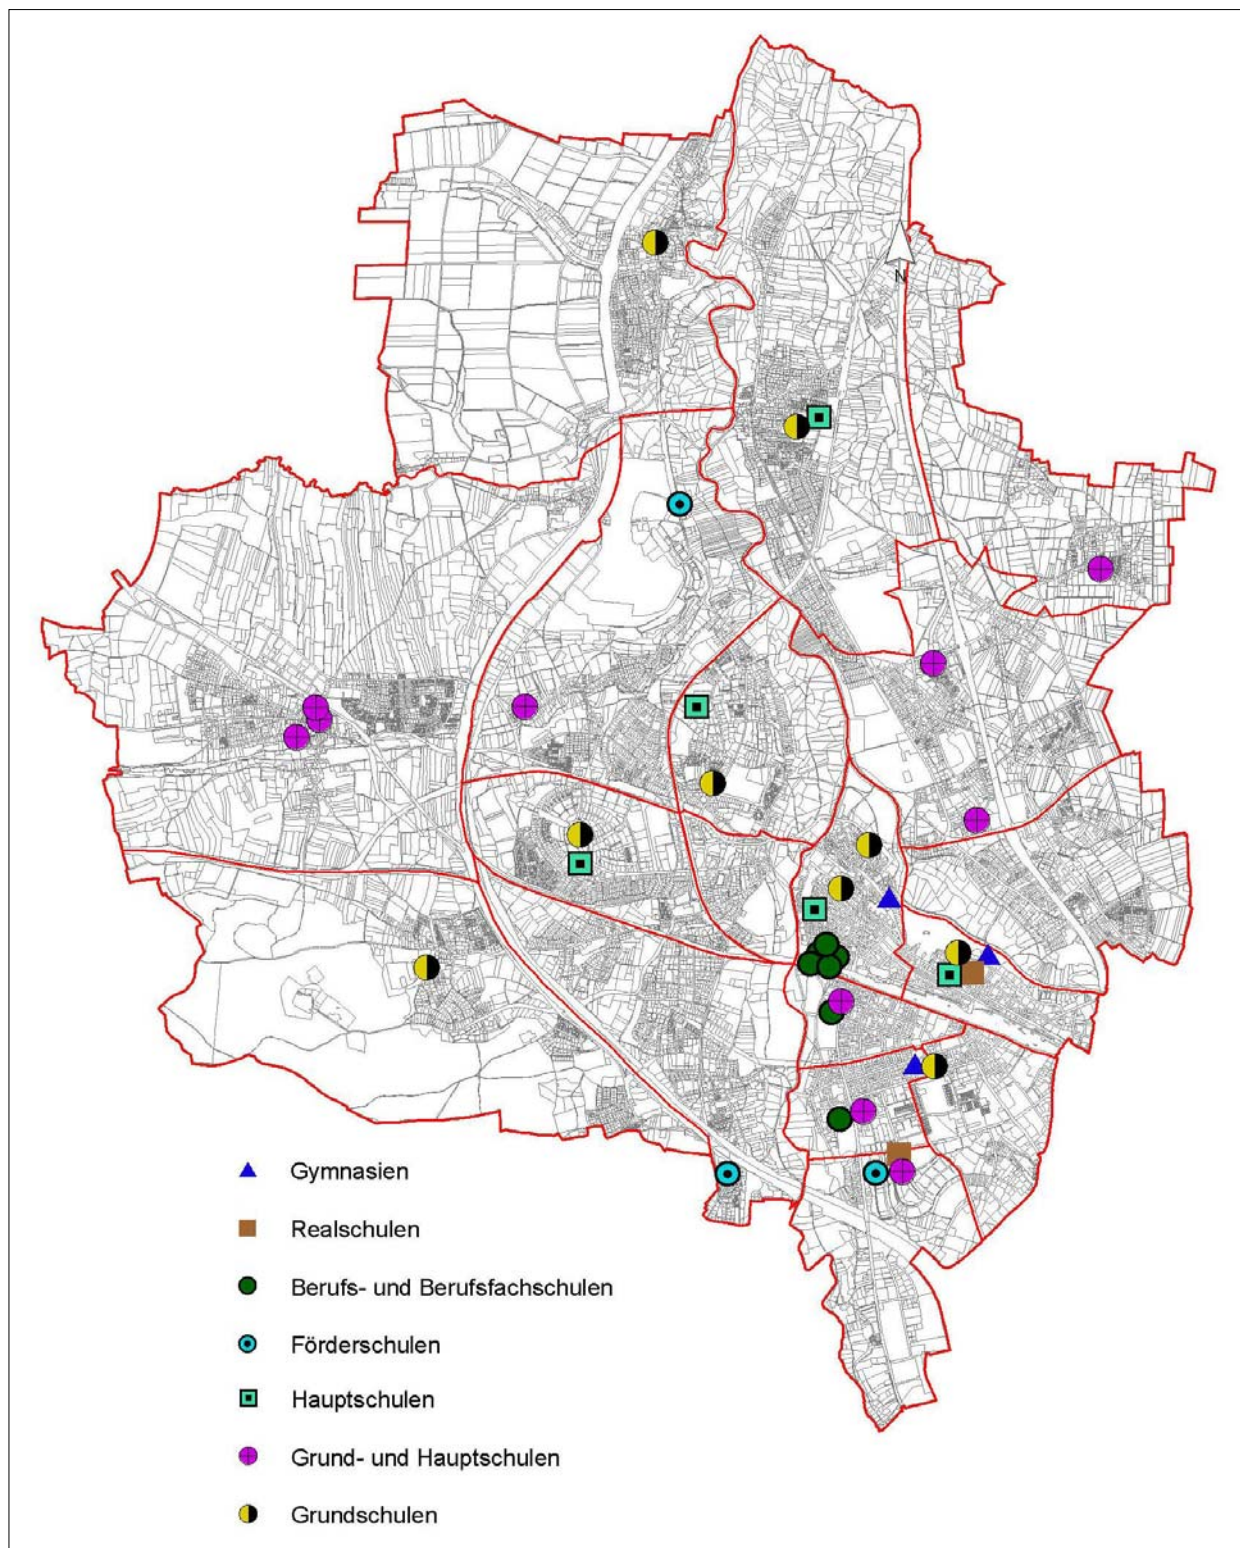 N
Gymnasien
Realschulen
Berufs- und Berufsfachschulen
Förderschulen
Hauptschulen
Grund- und Hauptschulen
Grundschulen